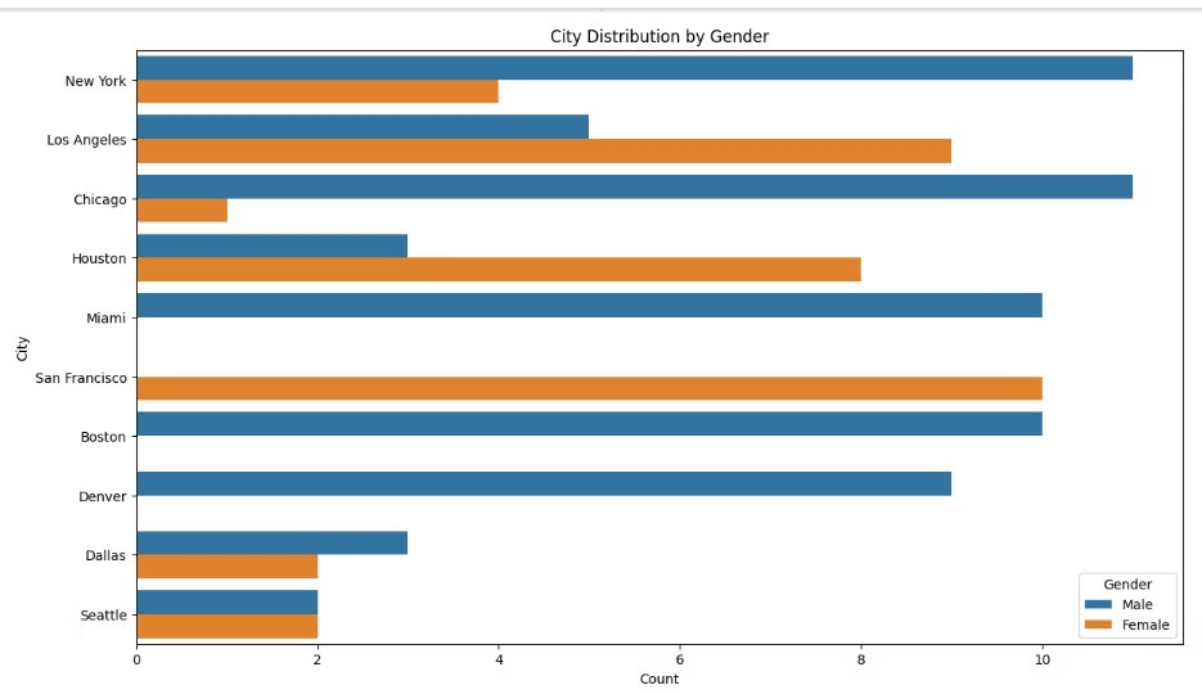 City Distribution by Gender
New York
Los Angeles
Chicago
Houston
Miami
San Francisco
Boston
Denver
Dallas
Seattle
City
0 2 4 6 8 10
Count
Gender
Male
Female